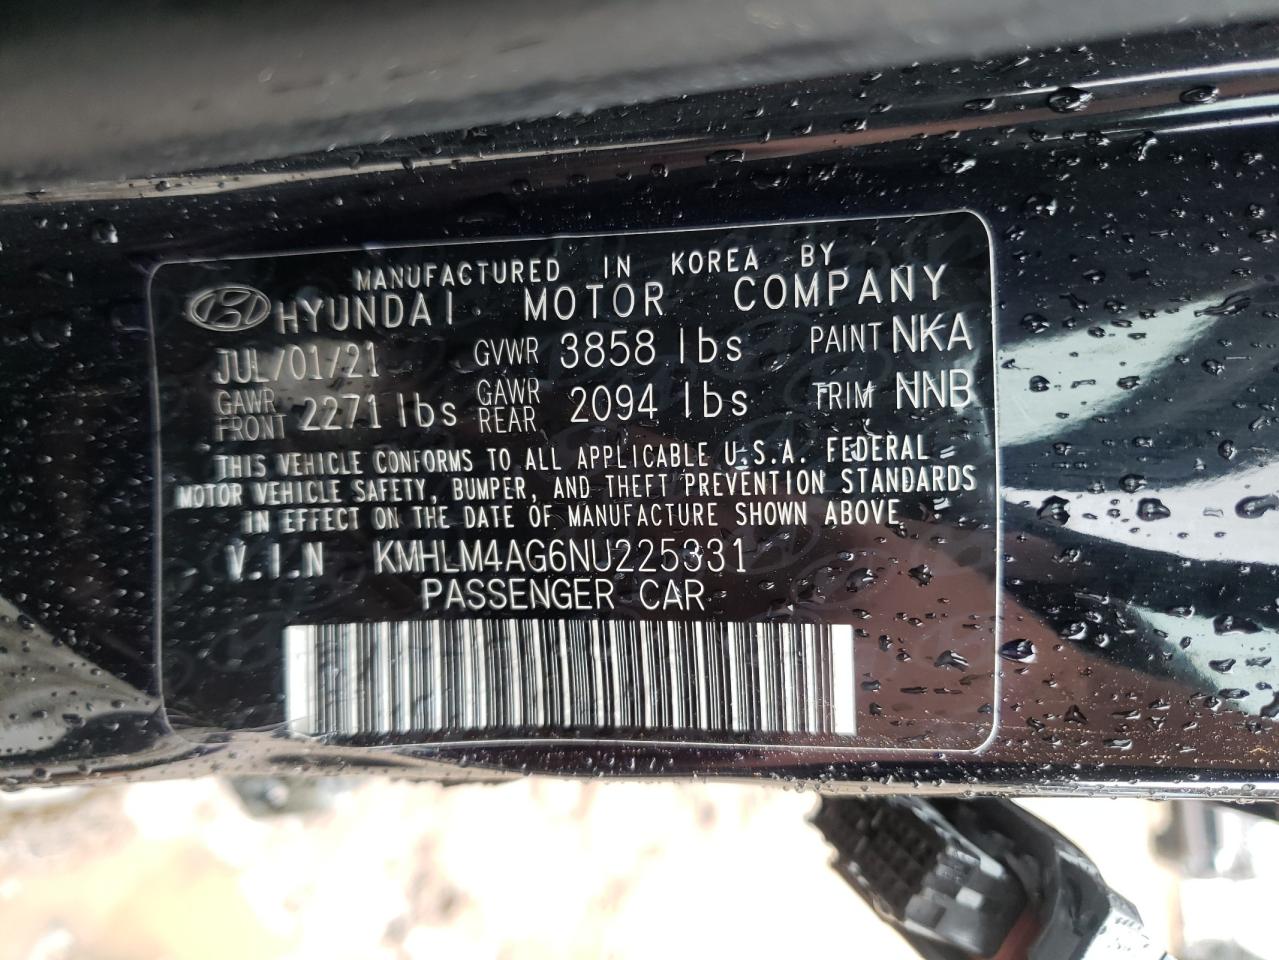 MANUFACTURED IN KOREA BY
HYUNDAI MOTOR COMPANY
JUL/01/21 GVWR 3858 lbs PAINT NKA
GAWR FRONT 2271 lbs GAWR REAR 2094 lbs TRIM NNB
THIS VEHICLE CONFORMS TO ALL APPLICABLE U.S.A. FEDERAL
MOTOR VEHICLE SAFETY, BUMPER, AND THEFT PREVENTION STANDARDS
IN EFFECT ON THE DATE OF MANUFACTURE SHOWN ABOVE
V.I.N KMHLM4AG6NU225331
PASSENGER CAR